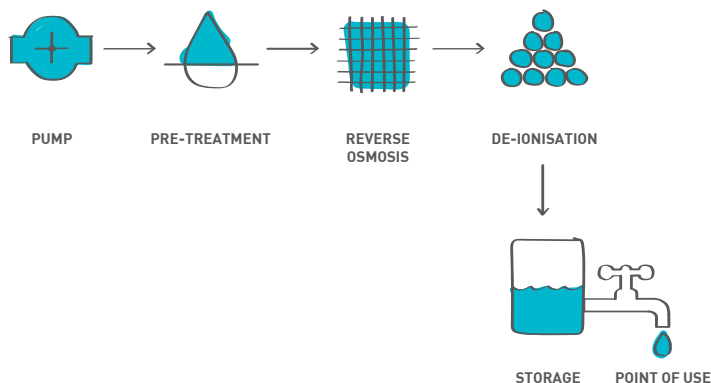 PUMP
PRE-TREATMENT
REVERSE
OSMOSIS
DE-IONISATION
STORAGE
POINT OF USE